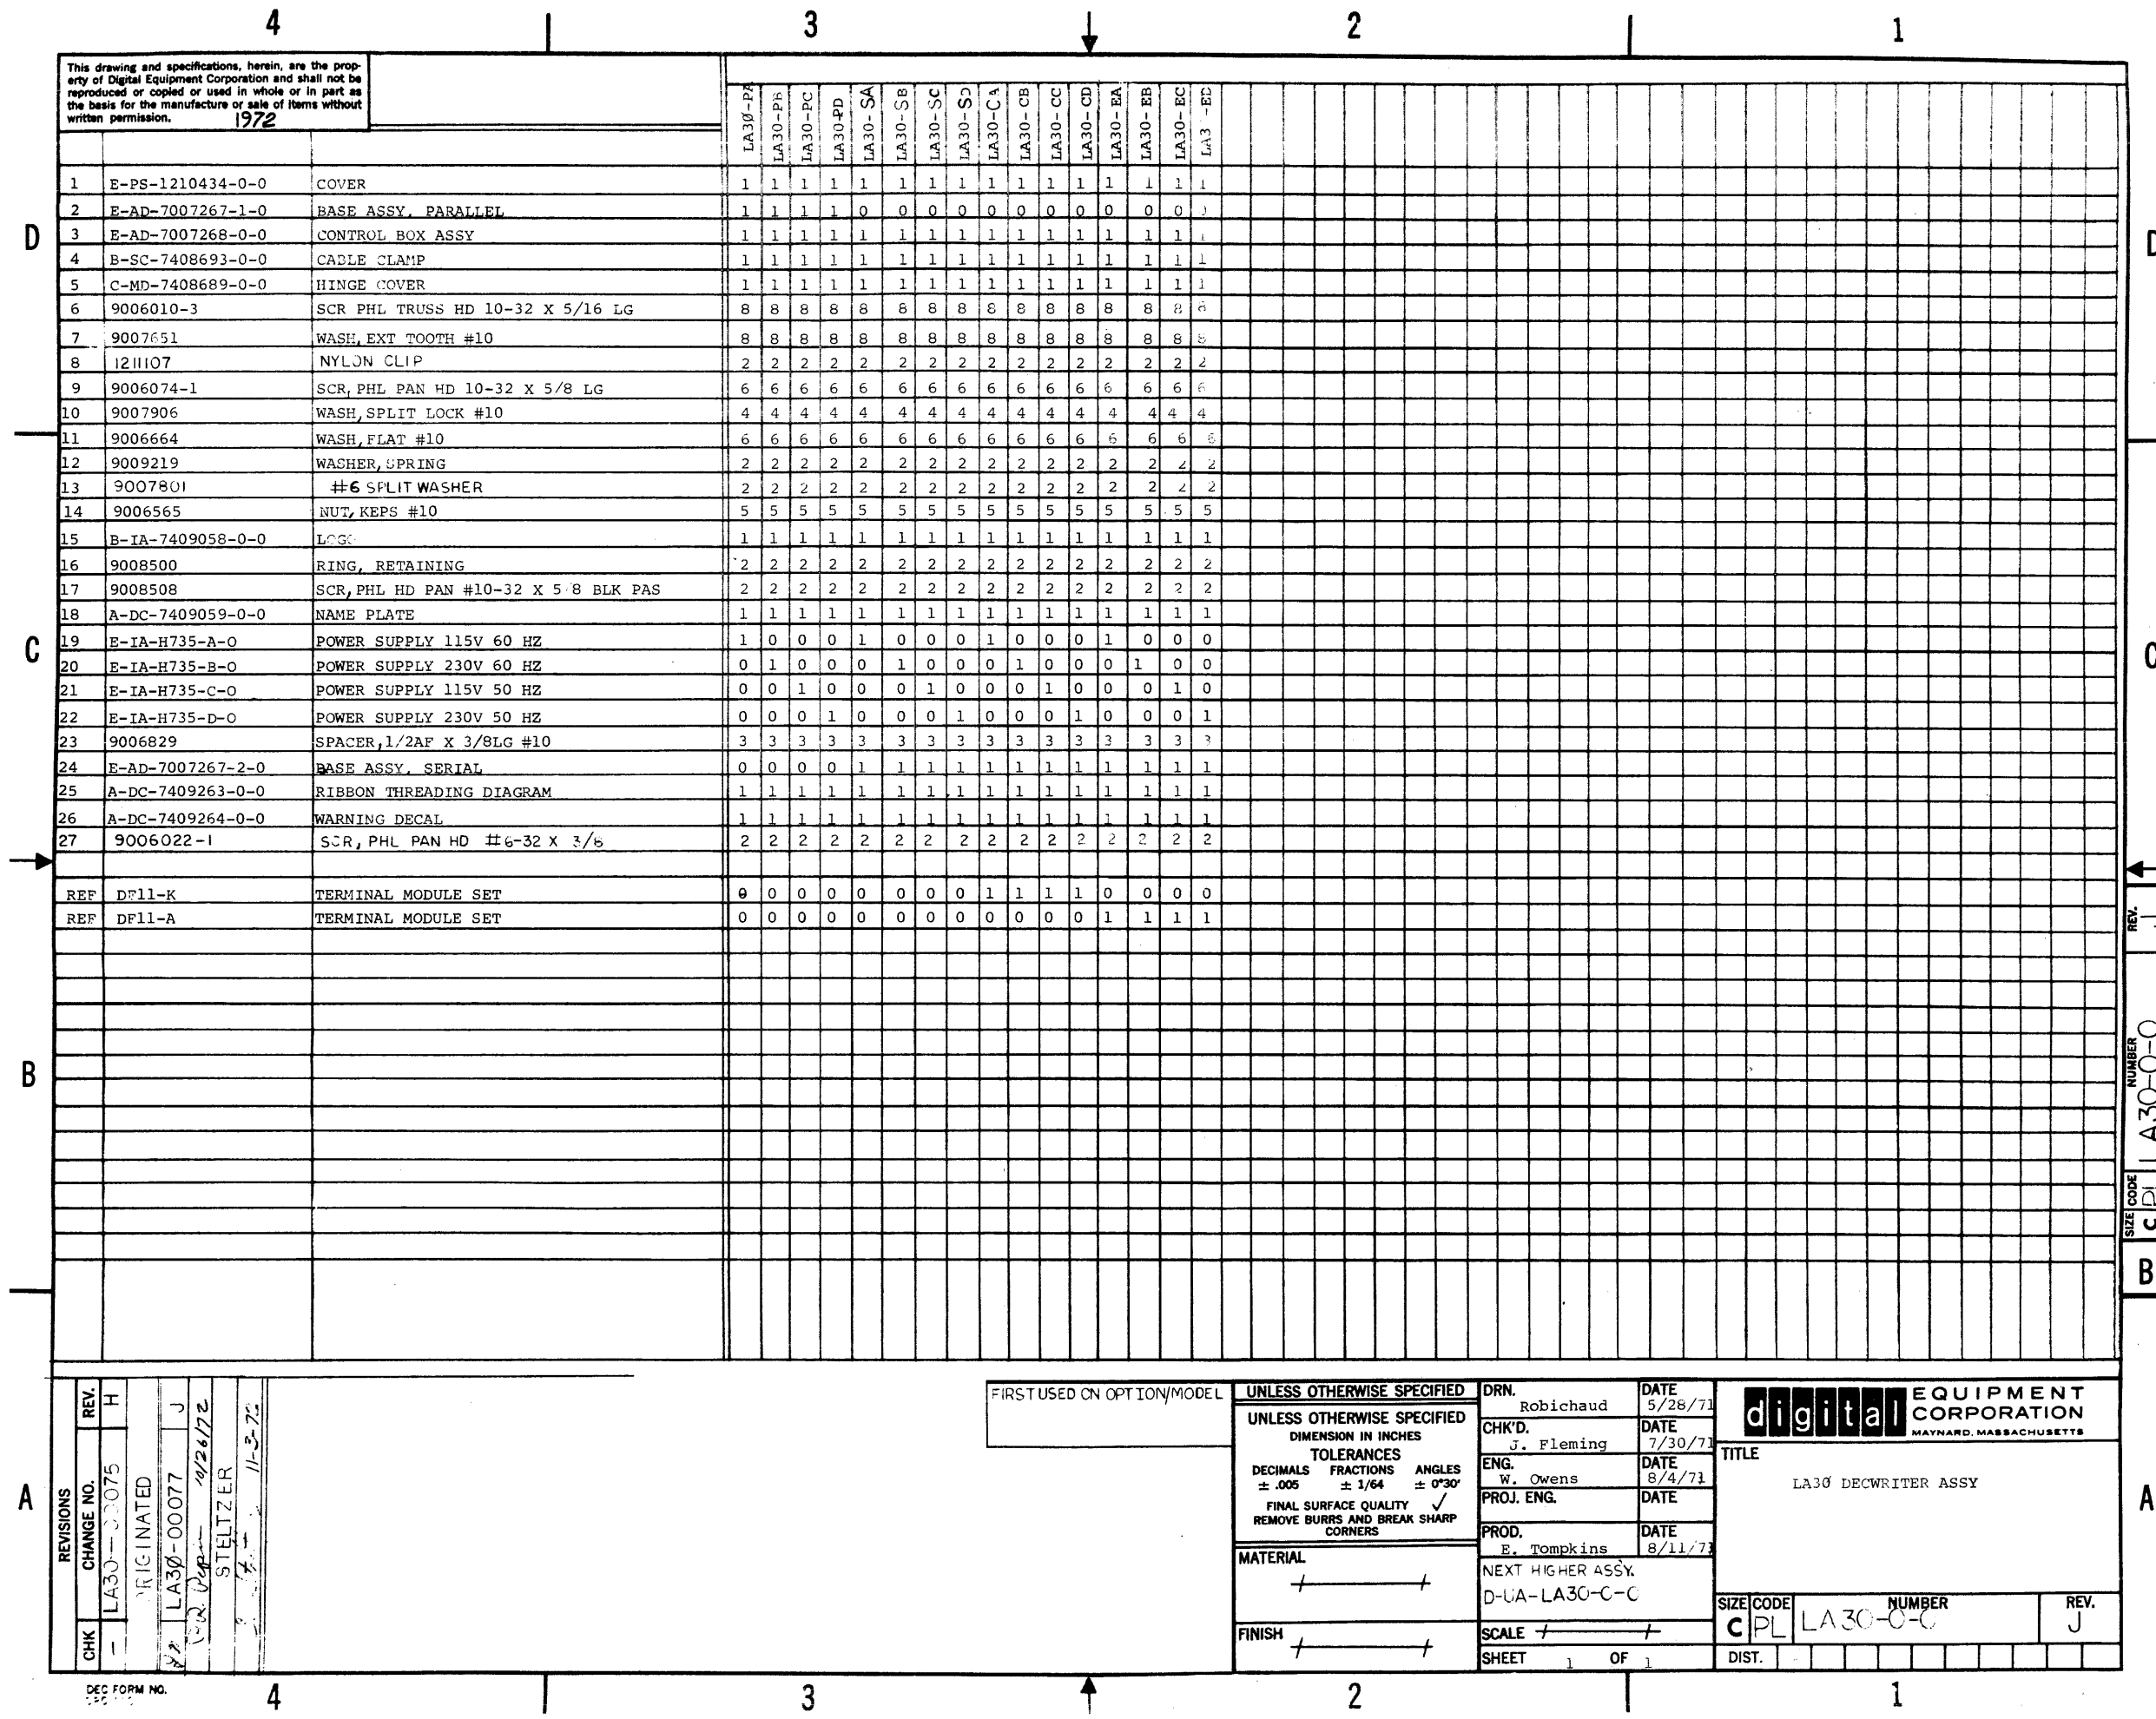 4 3 2 1
This drawing and specifications, herein, are the prop-
erty of Digital Equipment Corporation and shall not be
reproduced or copied or used in whole or in part as
the basis for the manufacture or sale of items without
written permission. 1972
LA3Ø-PA
LA30-PB
LA30-PC
LA30-PD
LA30-SA
LA30-SB
LA30-SC
LA30-SD
LA30-CA
LA30-CB
LA30-CC
LA30-CD
LA30-EA
LA30-EB
LA30-EC
LA3 -ED
1 E-PS-1210434-0-0 COVER 1 1 1 1 1 1 1 1 1 1 1 1 1 1 1 1
2 E-AD-7007267-1-0 BASE ASSY. PARALLEL 1 1 1 1 0 0 0 0 0 0 0 0 0 0 0
3 E-AD-7007268-0-0 CONTROL BOX ASSY 1 1 1 1 1 1 1 1 1 1 1 1 1 1 1 1
4 B-SC-7408693-0-0 CABLE CLAMP 1 1 1 1 1 1 1 1 1 1 1 1 1 1 1 1
5 C-MD-7408689-0-0 HINGE COVER 1 1 1 1 1 1 1 1 1 1 1 1 1 1 1 1
6 9006010-3 SCR PHL TRUSS HD 10-32 X 5/16 LG 8 8 8 8 8 8 8 8 8 8 8 8 8 8 8 8
7 9007651 WASH, EXT TOOTH #10 8 8 8 8 8 8 8 8 8 8 8 8 8 8 8 8
8 1211107 NYLON CLIP 2 2 2 2 2 2 2 2 2 2 2 2 2 2 2 2
9 9006074-1 SCR, PHL PAN HD 10-32 X 5/8 LG 6 6 6 6 6 6 6 6 6 6 6 6 6 6 6 6
10 9007906 WASH, SPLIT LOCK #10 4 4 4 4 4 4 4 4 4 4 4 4 4 4 4 4
11 9006664 WASH, FLAT #10 6 6 6 6 6 6 6 6 6 6 6 6 6 6 6 6
12 9009219 WASHER, SPRING 2 2 2 2 2 2 2 2 2 2 2 2 2 2 2 2
13 9007801 #6 SPLIT WASHER 2 2 2 2 2 2 2 2 2 2 2 2 2 2 2 2
14 9006565 NUT, KEPS #10 5 5 5 5 5 5 5 5 5 5 5 5 5 5 5 5
15 B-IA-7409058-0-0 LOGO 1 1 1 1 1 1 1 1 1 1 1 1 1 1 1 1
16 9008500 RING, RETAINING 2 2 2 2 2 2 2 2 2 2 2 2 2 2 2 2
17 9008508 SCR, PHL HD PAN #10-32 X 5 8 BLK PAS 2 2 2 2 2 2 2 2 2 2 2 2 2 2 2 2
18 A-DC-7409059-0-0 NAME PLATE 1 1 1 1 1 1 1 1 1 1 1 1 1 1 1 1
19 E-IA-H735-A-O POWER SUPPLY 115V 60 HZ 1 0 0 0 1 0 0 0 1 0 0 0 1 0 0 0
20 E-IA-H735-B-O POWER SUPPLY 230V 60 HZ 0 1 0 0 0 1 0 0 0 1 0 0 0 1 0 0
21 E-IA-H735-C-O POWER SUPPLY 115V 50 HZ 0 0 1 0 0 0 1 0 0 0 1 0 0 0 1 0
22 E-IA-H735-D-O POWER SUPPLY 230V 50 HZ 0 0 0 1 0 0 0 1 0 0 0 1 0 0 0 1
23 9006829 SPACER, 1/2AF X 3/8LG #10 3 3 3 3 3 3 3 3 3 3 3 3 3 3 3 3
24 E-AD-7007267-2-0 BASE ASSY, SERIAL 0 0 0 0 1 1 1 1 1 1 1 1 1 1 1 1
25 A-DC-7409263-0-0 RIBBON THREADING DIAGRAM 1 1 1 1 1 1 1 1 1 1 1 1 1 1 1 1
26 A-DC-7409264-0-0 WARNING DECAL 1 1 1 1 1 1 1 1 1 1 1 1 1 1 1 1
27 9006022-1 SCR, PHL PAN HD #6-32 X 3/8 2 2 2 2 2 2 2 2 2 2 2 2 2 2 2 2
REF DF11-K TERMINAL MODULE SET 0 0 0 0 0 0 0 0 1 1 1 1 0 0 0 0
REF DF11-A TERMINAL MODULE SET 0 0 0 0 0 0 0 0 0 0 0 0 1 1 1 1
D
C
B
A
D
B
A
REV.
NUMBER LA30-0-0
SIZE CODE
C PL
REVISIONS
CHK CHANGE NO. REV.
LA30- 00075 H
ORIGINATED
LA3Ø-00077 J
10/26/72
STELTZER
11-3-72
FIRST USED ON OPTION/MODEL
UNLESS OTHERWISE SPECIFIED
UNLESS OTHERWISE SPECIFIED
DIMENSION IN INCHES
TOLERANCES
DECIMALS FRACTIONS ANGLES
± .005 ± 1/64 ± 0°30'
FINAL SURFACE QUALITY √
REMOVE BURRS AND BREAK SHARP
CORNERS
MATERIAL
FINISH
DRN. Robichaud DATE 5/28/71
CHK'D. J. Fleming DATE 7/30/71
ENG. W. Owens DATE 8/4/71
PROJ. ENG. DATE
PROD. E. Tompkins DATE 8/11/71
NEXT HIGHER ASSY.
D-UA-LA30-0-0
SCALE
SHEET 1 OF 1
digital EQUIPMENT
CORPORATION
MAYNARD, MASSACHUSETTS
TITLE
LA3Ø DECWRITER ASSY
SIZE CODE NUMBER REV.
C PL LA30-0-0 J
DIST.
DEC FORM NO.
4 3 2 1